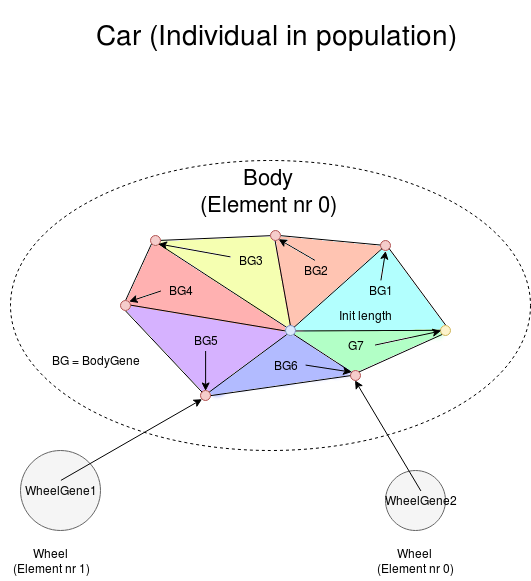 Car (Individual in population)
Body
(Element nr 0)
BG3
BG2
BG4
BG1
Init length
BG5
G7
BG = BodyGene
BG6
WheelGene1
WheelGene2
Wheel
(Element nr 1)
Wheel
(Element nr 0)